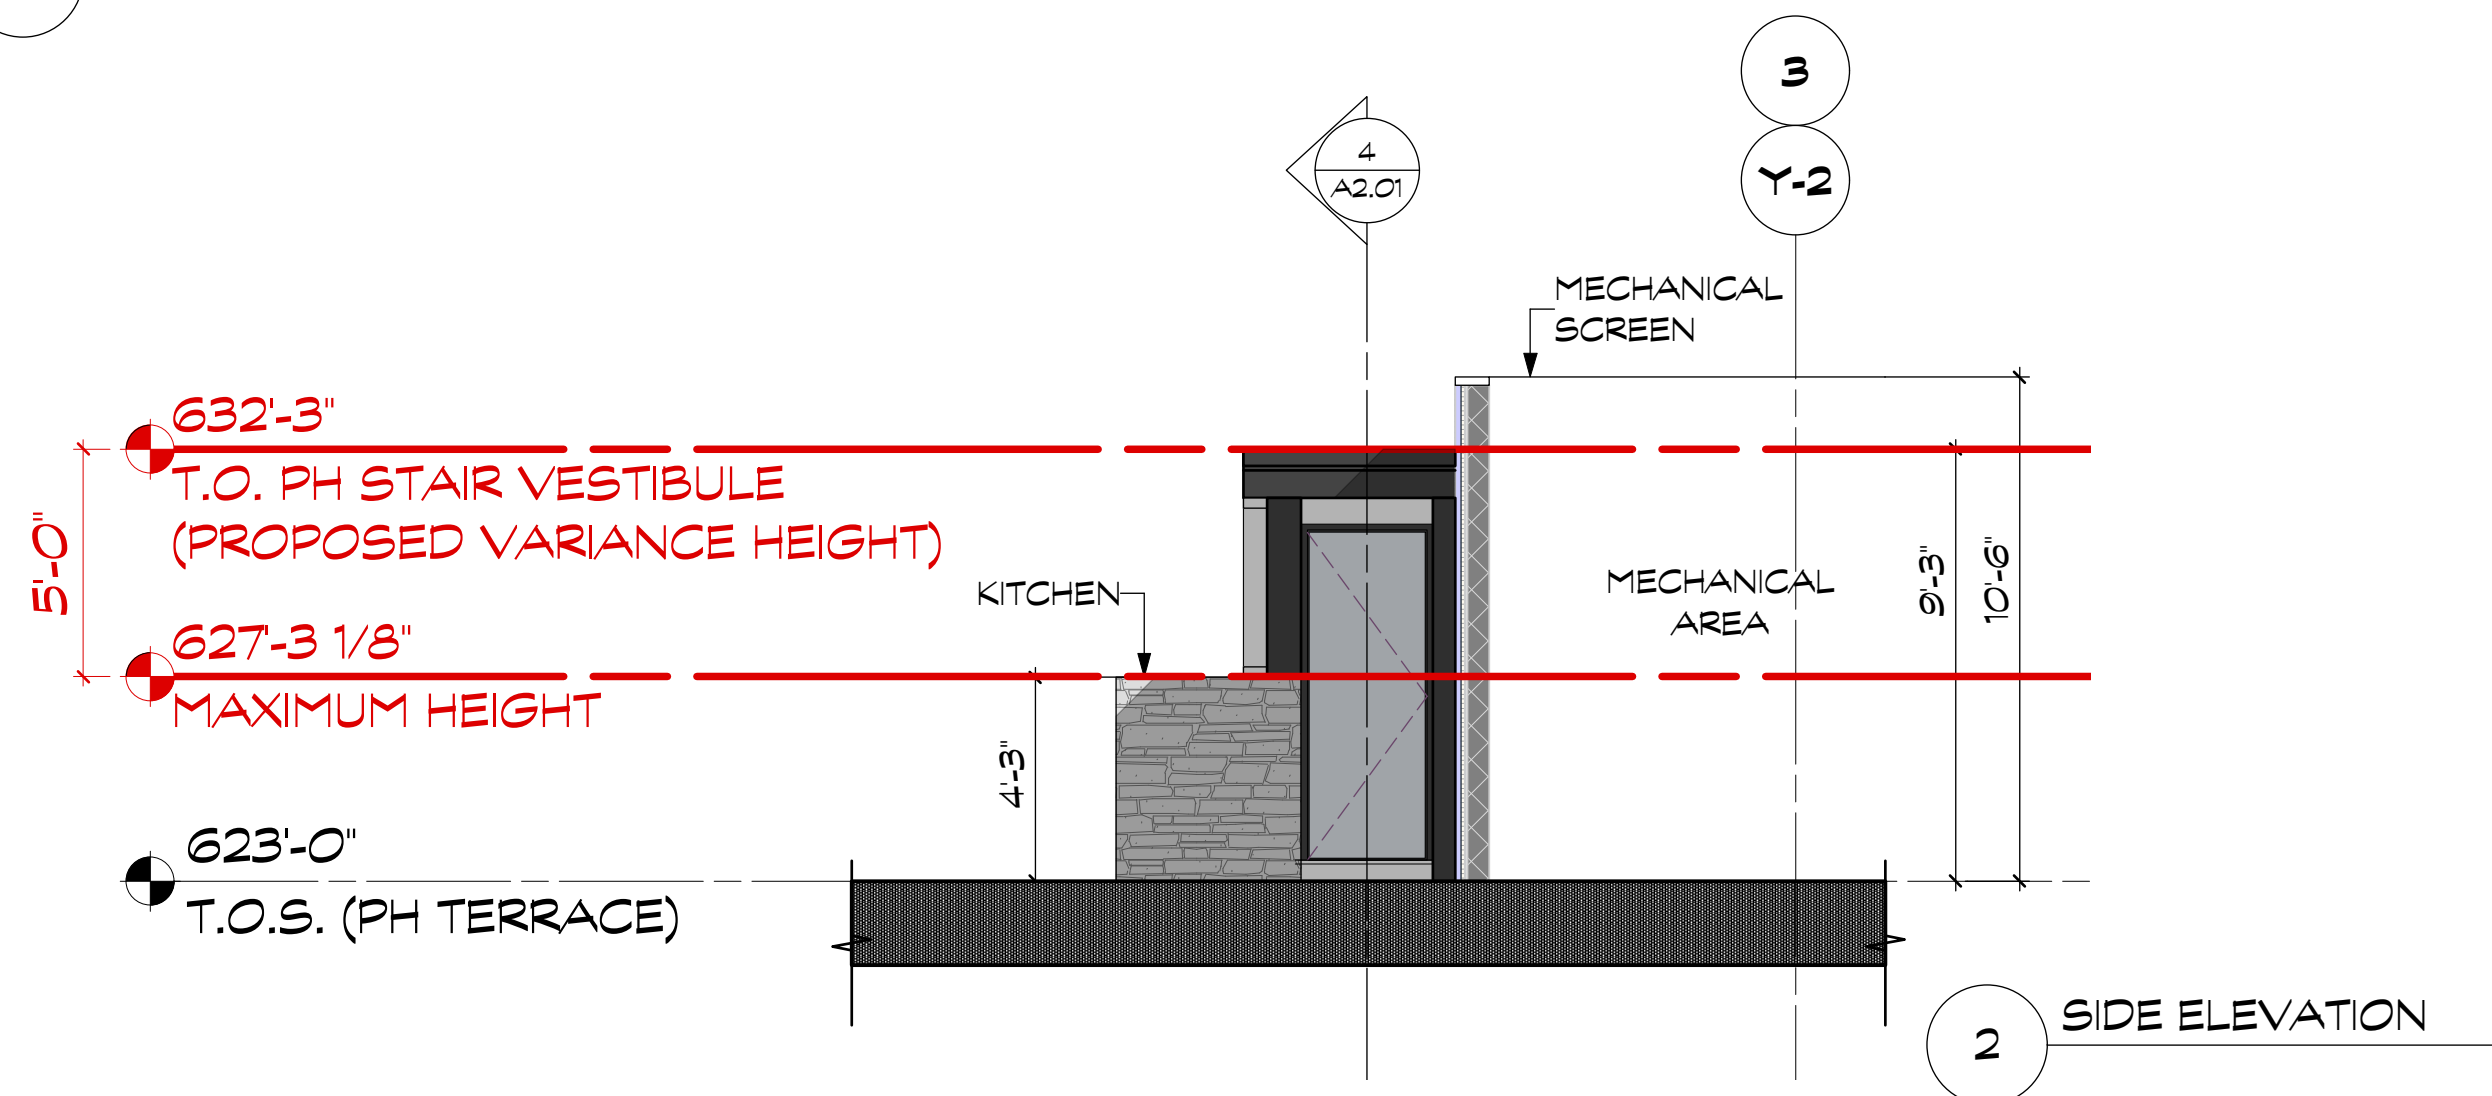 3
4
A2.01
Y-2
MECHANICAL
SCREEN
632'-3"
T.O. PH STAIR VESTIBULE
(PROPOSED VARIANCE HEIGHT)
5'-0"
KITCHEN
MECHANICAL
AREA
9'-3"
10'-6"
627'-3 1/8"
MAXIMUM HEIGHT
4'-3"
623'-0"
T.O.S. (PH TERRACE)
2
SIDE ELEVATION